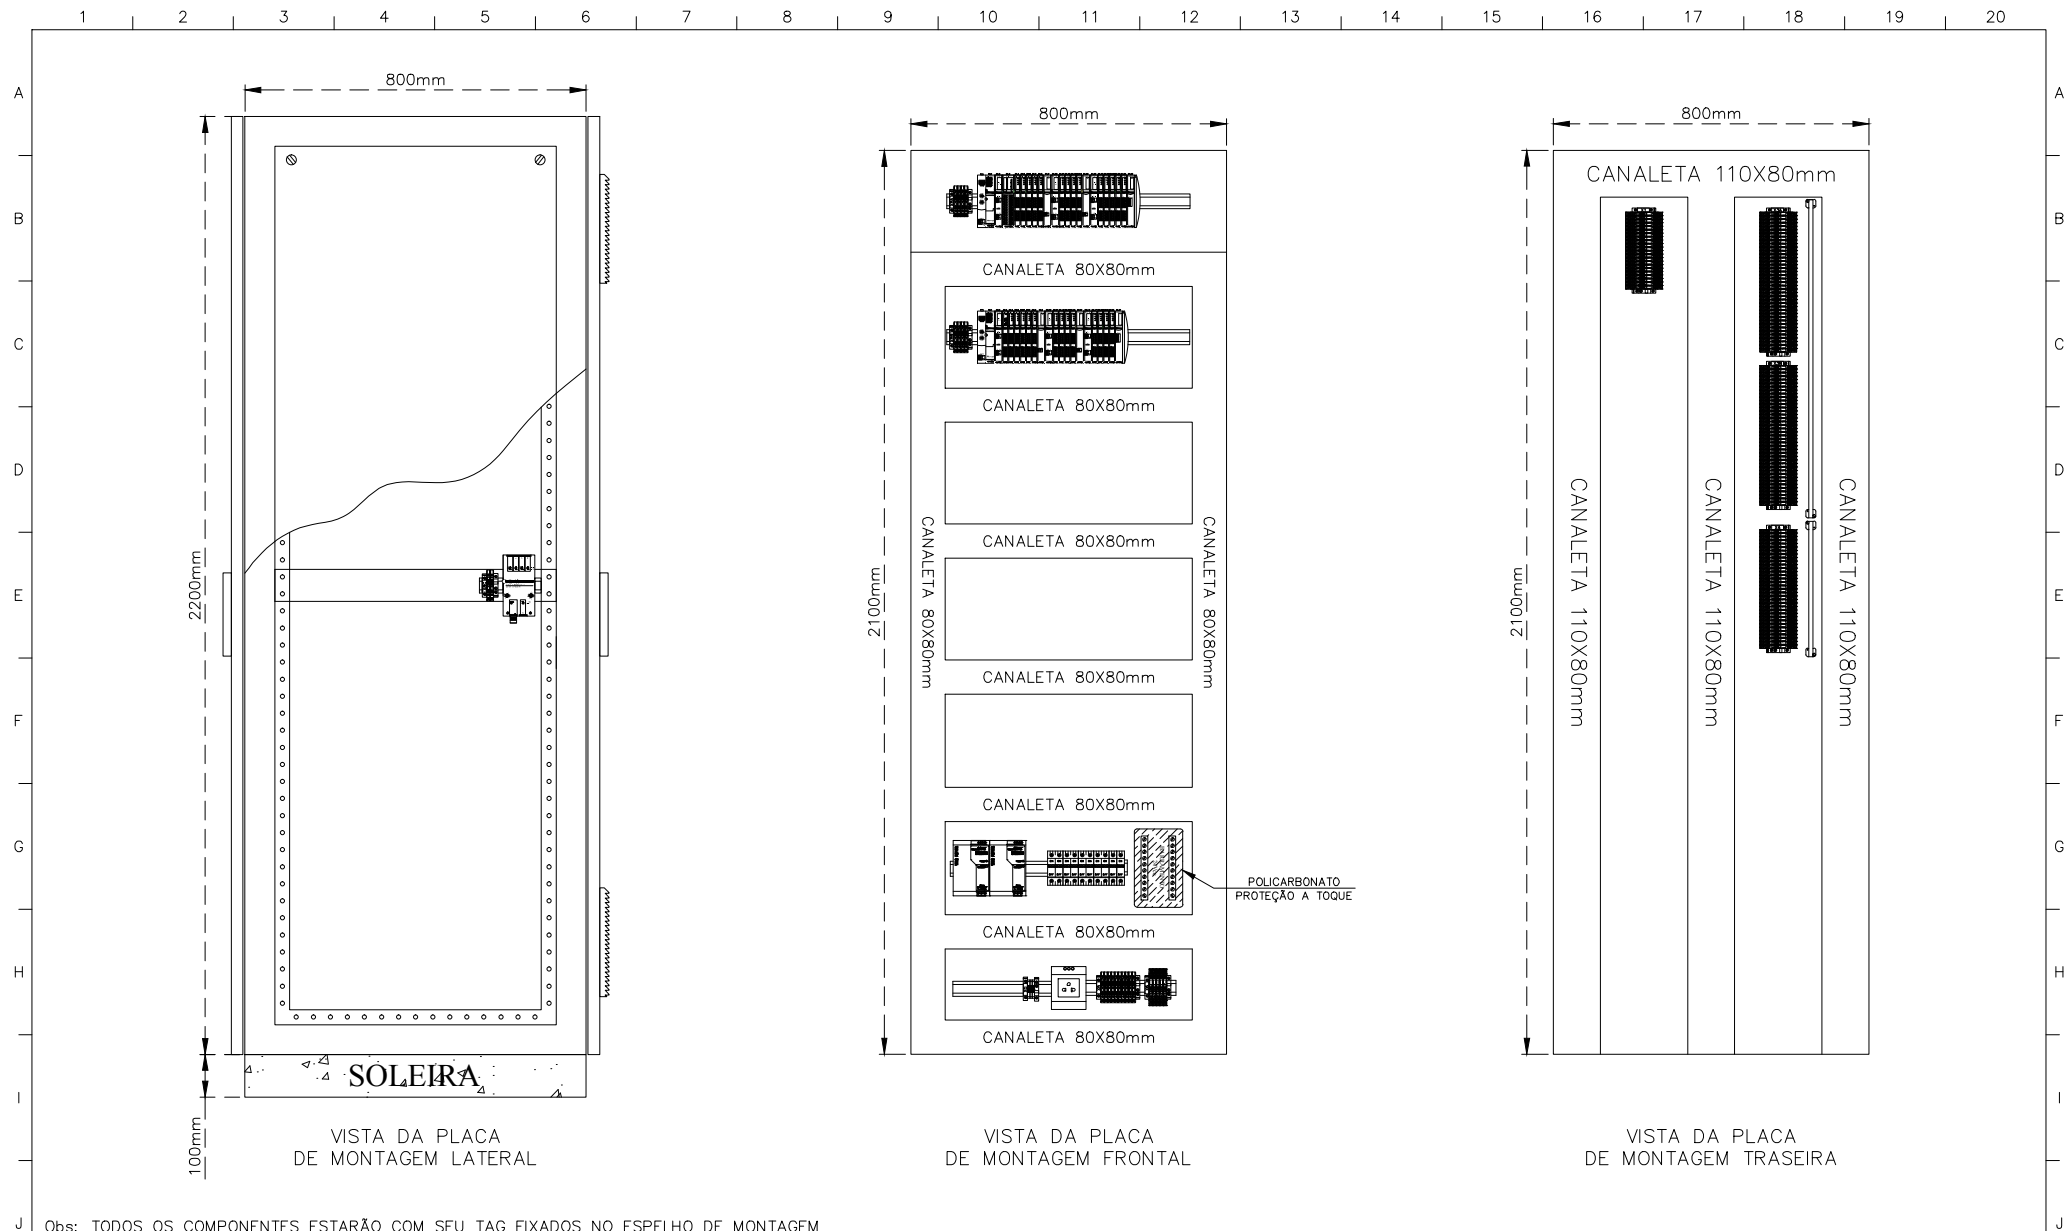 1 2 3 4 5 6 7 8 9 10 11 12 13 14 15 16 17 18 19 20
A
B
C
D
E
F
G
H
I
J
800mm
2200mm
100mm
SOLEIRA
VISTA DA PLACA
DE MONTAGEM LATERAL
800mm
2100mm
CANALETA 80X80mm
CANALETA 80X80mm
CANALETA 80X80mm
CANALETA 80X80mm
CANALETA 80X80mm
CANALETA 80X80mm
CANALETA 80X80mm
CANALETA 80X80mm
CANALETA 80X80mm
POLICARBONATO
PROTEÇÃO A TOQUE
VISTA DA PLACA
DE MONTAGEM FRONTAL
800mm
2100mm
CANALETA 110X80mm
CANALETA 110X80mm
CANALETA 110X80mm
CANALETA 110X80mm
VISTA DA PLACA
DE MONTAGEM TRASEIRA
A
B
C
D
E
F
G
H
I
J
Obs: TODOS OS COMPONENTES ESTARÃO COM SEU TAG FIXADOS NO ESPELHO DE MONTAGEM